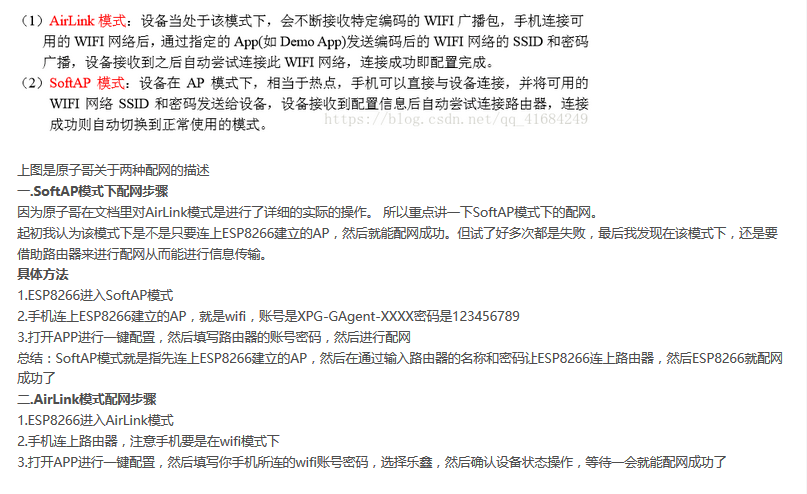 （1）AirLink 模式：设备当处于该模式下，会不断接收特定编码的 WIFI 广播包，手机连接可
用的 WIFI 网络后，通过指定的 App(如 Demo App)发送编码后的 WIFI 网络的 SSID 和密码
广播，设备接收到之后自动尝试连接此 WIFI 网络，连接成功即配置完成。
（2）SoftAP 模式：设备在 AP 模式下，相当于热点，手机可以直接与设备连接，并将可用的
WIFI 网络 SSID 和密码发送给设备，设备接收到配置信息后自动尝试连接路由器，连接
成功则自动切换到正常使用的模式。
https://blog.csdn.net/qq_41684249
上图是原子哥关于两种配网的描述
一.SoftAP模式下配网步骤
因为原子哥在文档里对AirLink模式是进行了详细的实际的操作。 所以重点讲一下SoftAP模式下的配网。
起初我认为该模式下是不是只要连上ESP8266建立的AP，然后就能配网成功。但试了好多次都是失败，最后我发现在该模式下，还是要
借助路由器来进行配网从而能进行信息传输。
具体方法
1.ESP8266进入SoftAP模式
2.手机连上ESP8266建立的AP，就是wifi，账号是XPG-GAgent-XXXX密码是123456789
3.打开APP进行一键配置，然后填写路由器的账号密码，然后进行配网
总结：SoftAP模式就是指先连上ESP8266建立的AP，然后在通过输入路由器的名称和密码让ESP8266连上路由器，然后ESP8266就配网
成功了
二.AirLink模式配网步骤
1.ESP8266进入AirLink模式
2.手机连上路由器，注意手机要是在wifi模式下
3.打开APP进行一键配置，然后填写你手机所连的wifi账号密码，选择乐鑫，然后确认设备状态操作，等待一会就能配网成功了